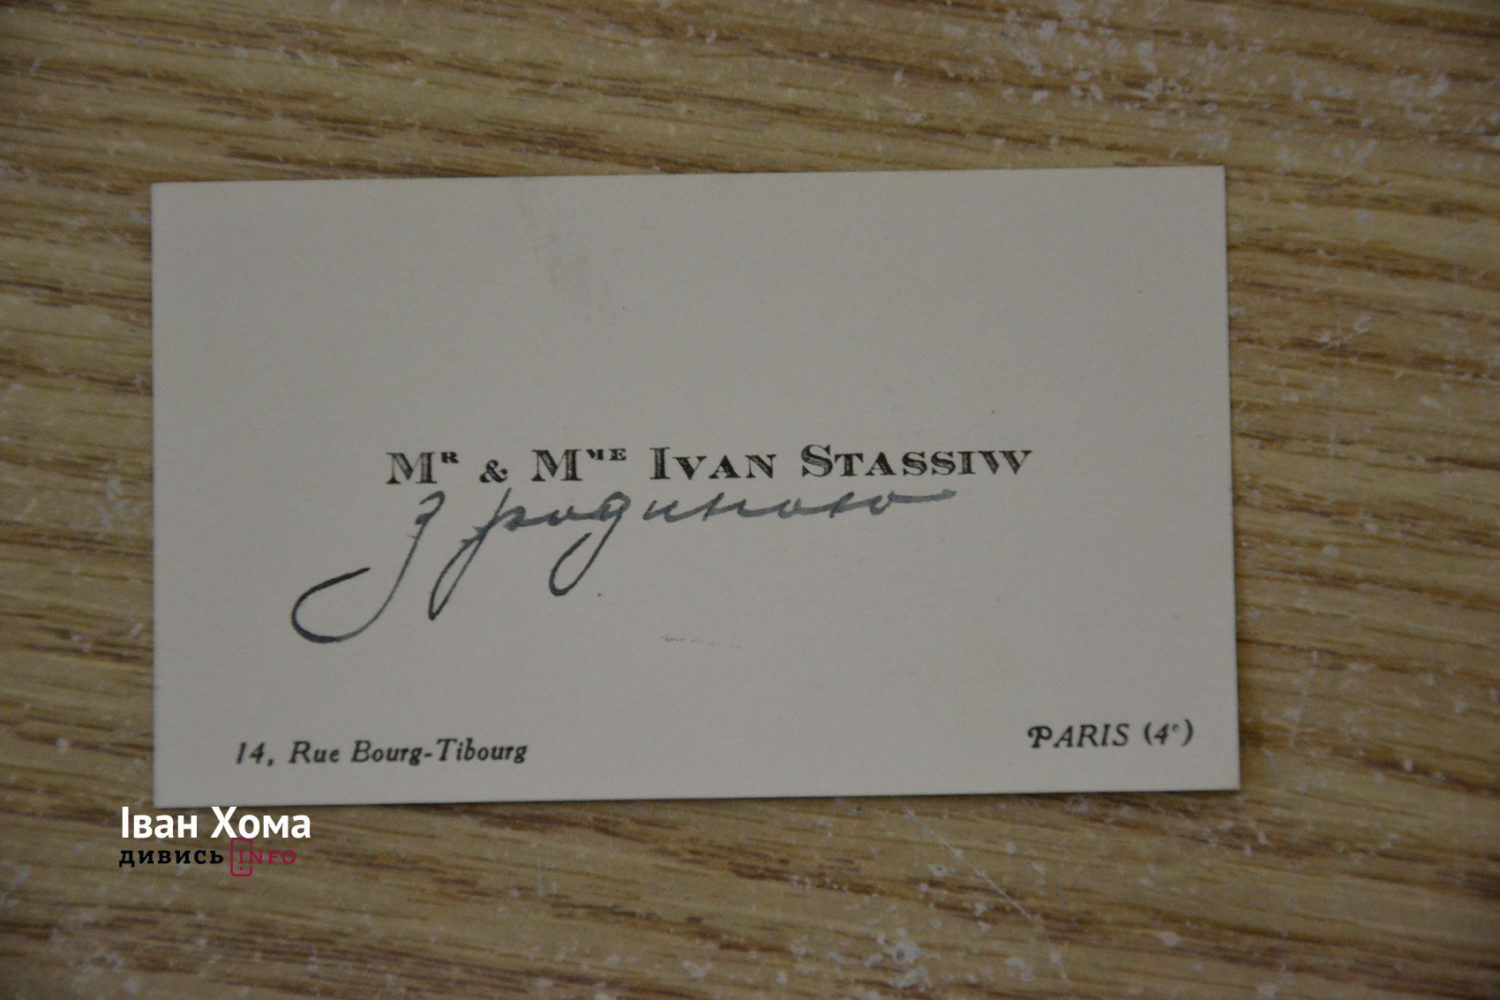 Mr & Mme Ivan Stassiw
з родиною
14, Rue Bourg-Tibourg
PARIS (4e)
Іван Хома
дивись INFO